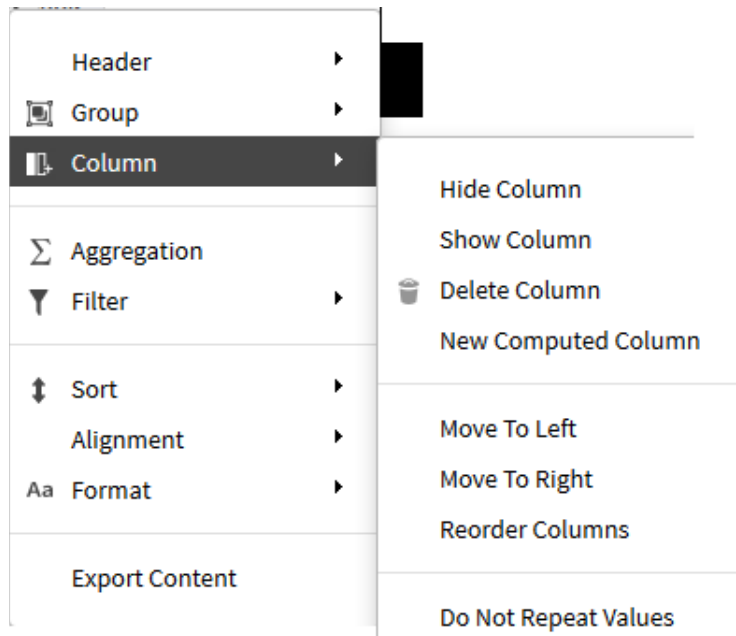 Header
Group
Column
Aggregation
Filter
Sort
Alignment
Aa Format
Export Content
Hide Column
Show Column
Delete Column
New Computed Column
Move To Left
Move To Right
Reorder Columns
Do Not Repeat Values